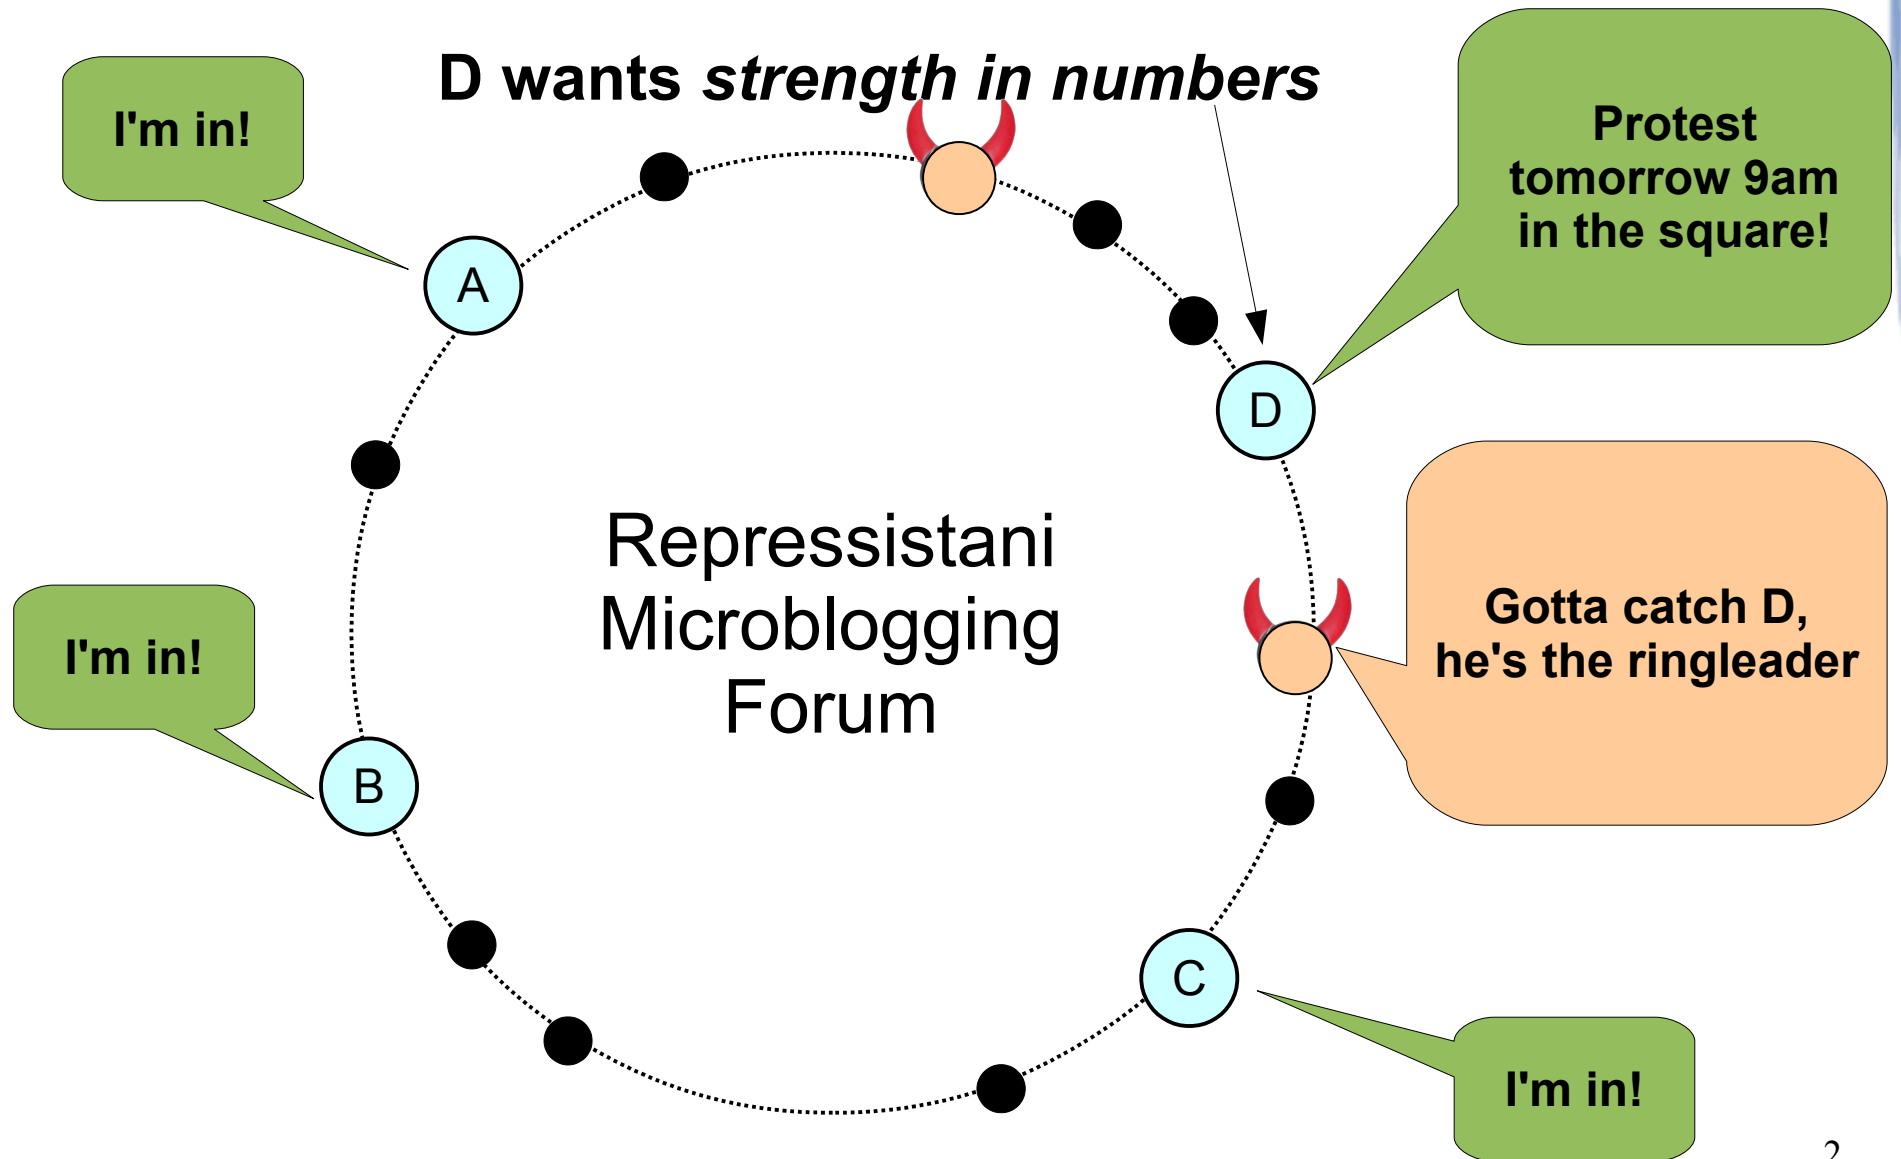 D wants strength in numbers
I'm in!
Protest
tomorrow 9am
in the square!
A
D
Repressistani
Microblogging
Forum
Gotta catch D,
he's the ringleader
I'm in!
B
C
I'm in!
2